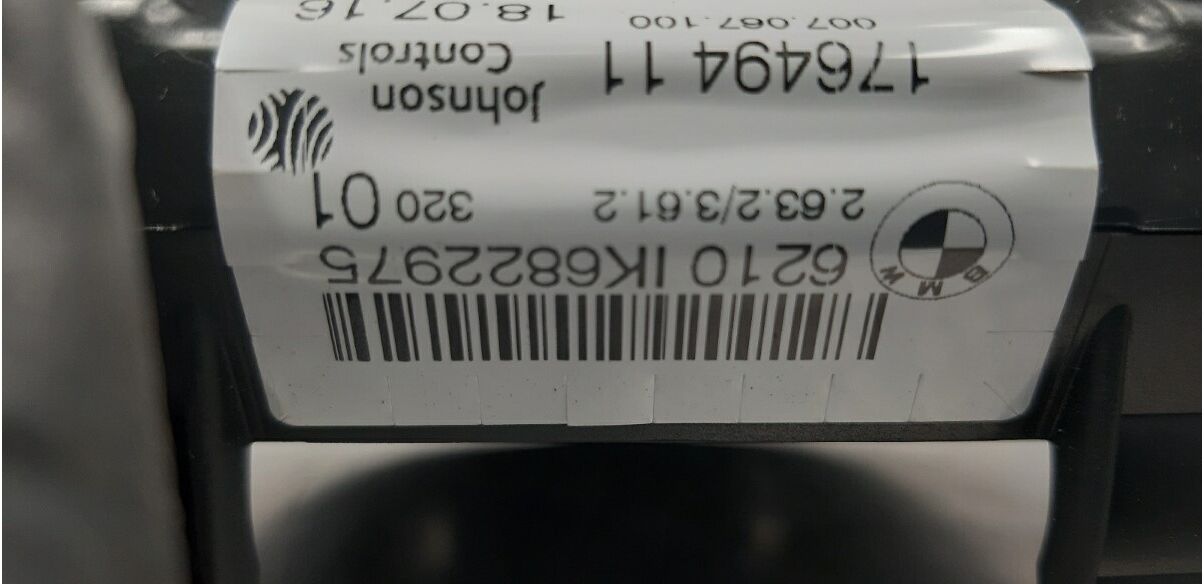 BMW
6210 IK6822975
2.63.2/3.61.2 320 01
Johnson
176494 11 Controls
007.067.100 18.07.16